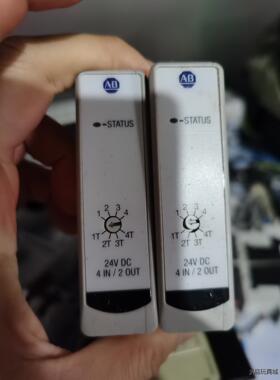 AB
-STATUS
2 3
1 4
1T 4T
2T 3T
24V DC
4 IN / 2 OUT
AB
-STATUS
2 3
1 4
1T 4T
2T 3T
24V DC
4 IN / 2 OUT